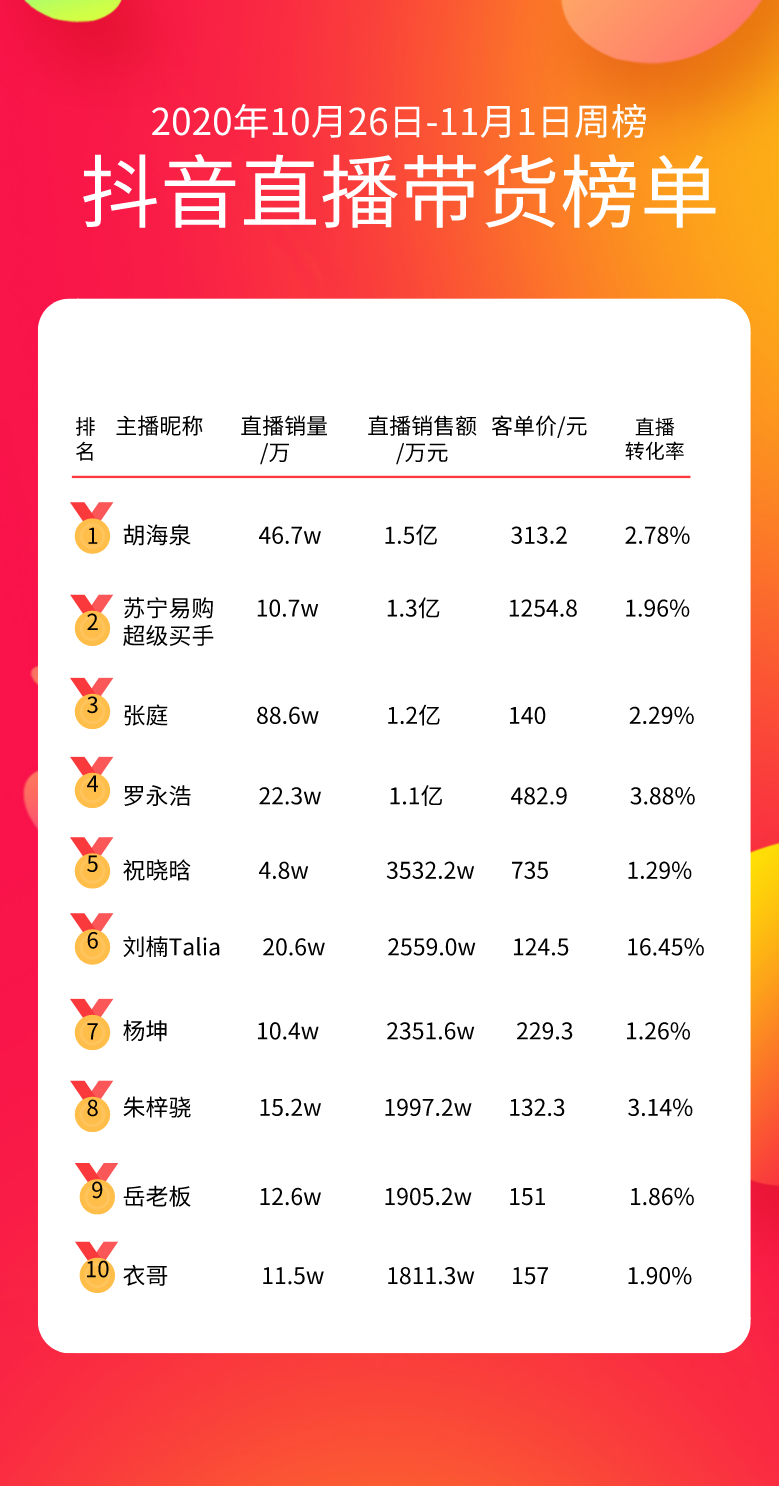 2020年10月26日-11月1日周榜
抖音直播带货榜单
排名 主播昵称 直播销量/万 直播销售额/万元 客单价/元 直播转化率
1 胡海泉 46.7w 1.5亿 313.2 2.78%
2 苏宁易购超级买手 10.7w 1.3亿 1254.8 1.96%
3 张庭 88.6w 1.2亿 140 2.29%
4 罗永浩 22.3w 1.1亿 482.9 3.88%
5 祝晓晗 4.8w 3532.2w 735 1.29%
6 刘楠Talia 20.6w 2559.0w 124.5 16.45%
7 杨坤 10.4w 2351.6w 229.3 1.26%
8 朱梓骁 15.2w 1997.2w 132.3 3.14%
9 岳老板 12.6w 1905.2w 151 1.86%
10 衣哥 11.5w 1811.3w 157 1.90%